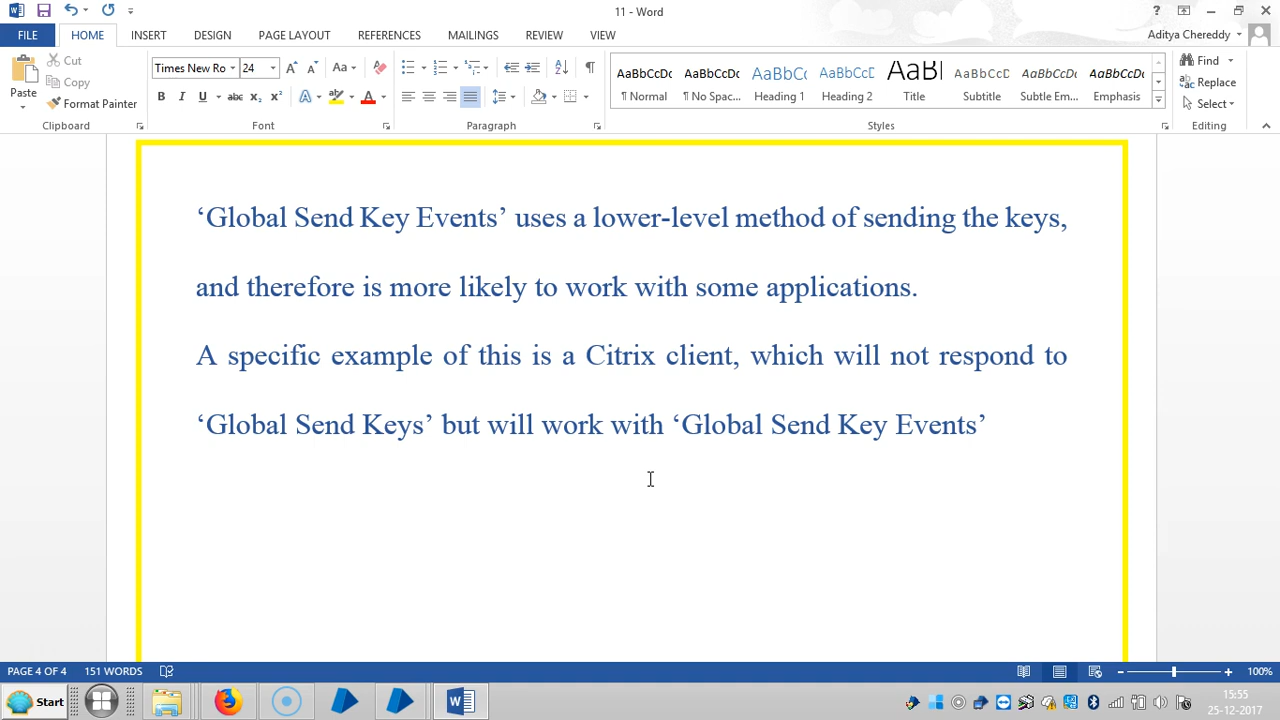 11 - Word
Aditya Chereddy
FILE HOME INSERT DESIGN PAGE LAYOUT REFERENCES MAILINGS REVIEW VIEW
Paste
Cut
Copy
Format Painter
Clipboard
Times New Ro 24
Font
Paragraph
AaBbCcDc AaBbCcDc AaBbCc AaBbCcD AaBl AaBbCcD AaBbCcDc AaBbCcDc
¶ Normal ¶ No Spac... Heading 1 Heading 2 Title Subtitle Subtle Em... Emphasis
Styles
Find
Replace
Select
Editing
‘Global Send Key Events’ uses a lower-level method of sending the keys,
and therefore is more likely to work with some applications.
A specific example of this is a Citrix client, which will not respond to
‘Global Send Keys’ but will work with ‘Global Send Key Events’
PAGE 4 OF 4 151 WORDS 100%
Start
15:55
25-12-2017